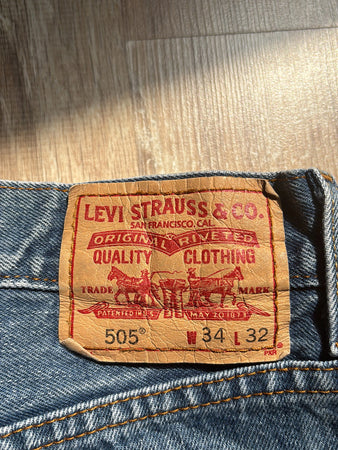 LEVI STRAUSS & CO.
SAN FRANCISCO, CAL.
ORIGINAL RIVETED
QUALITY CLOTHING
TRADE MARK
PATENTED IN U.S. MAY 20 1873
505® W 34 L 32